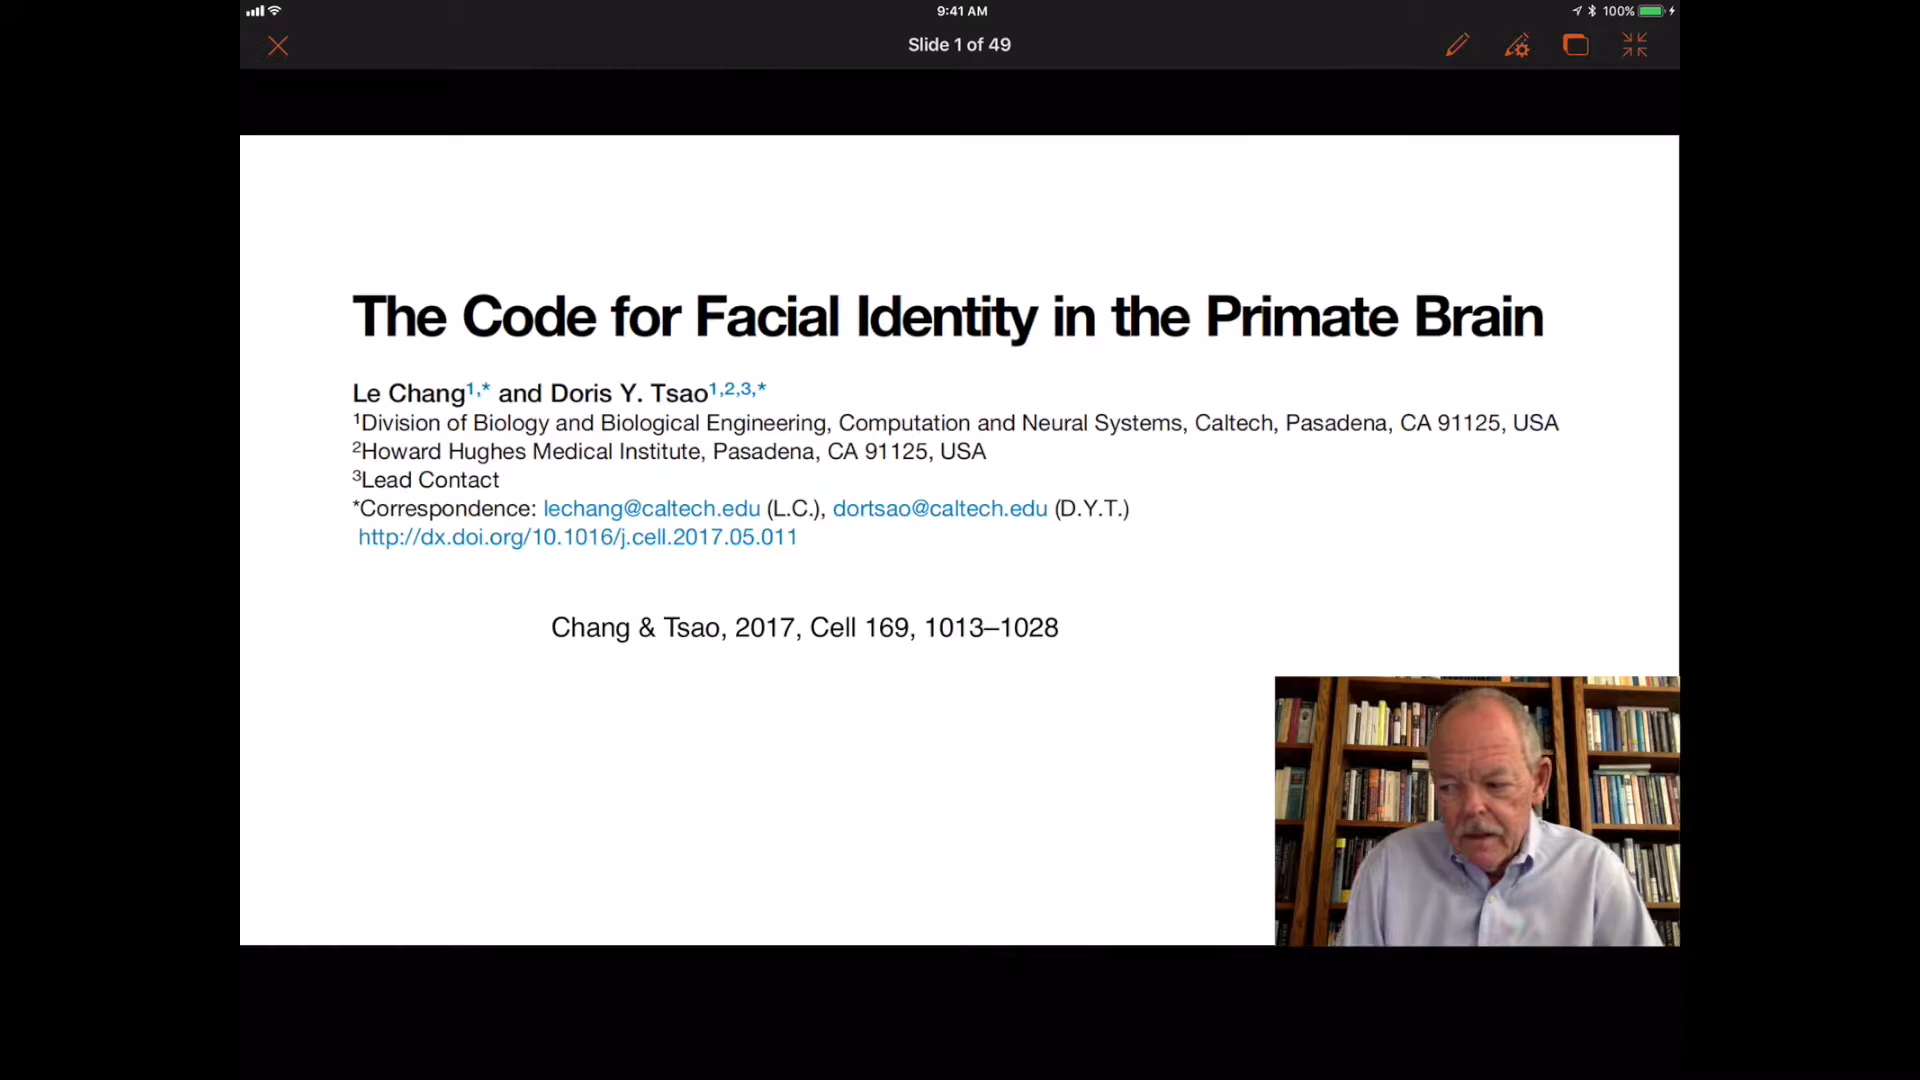 9:41 AM
100%
Slide 1 of 49
The Code for Facial Identity in the Primate Brain
Le Chang1,* and Doris Y. Tsao1,2,3,*
1Division of Biology and Biological Engineering, Computation and Neural Systems, Caltech, Pasadena, CA 91125, USA
2Howard Hughes Medical Institute, Pasadena, CA 91125, USA
3Lead Contact
*Correspondence: lechang@caltech.edu (L.C.), dortsao@caltech.edu (D.Y.T.)
http://dx.doi.org/10.1016/j.cell.2017.05.011
Chang & Tsao, 2017, Cell 169, 1013–1028